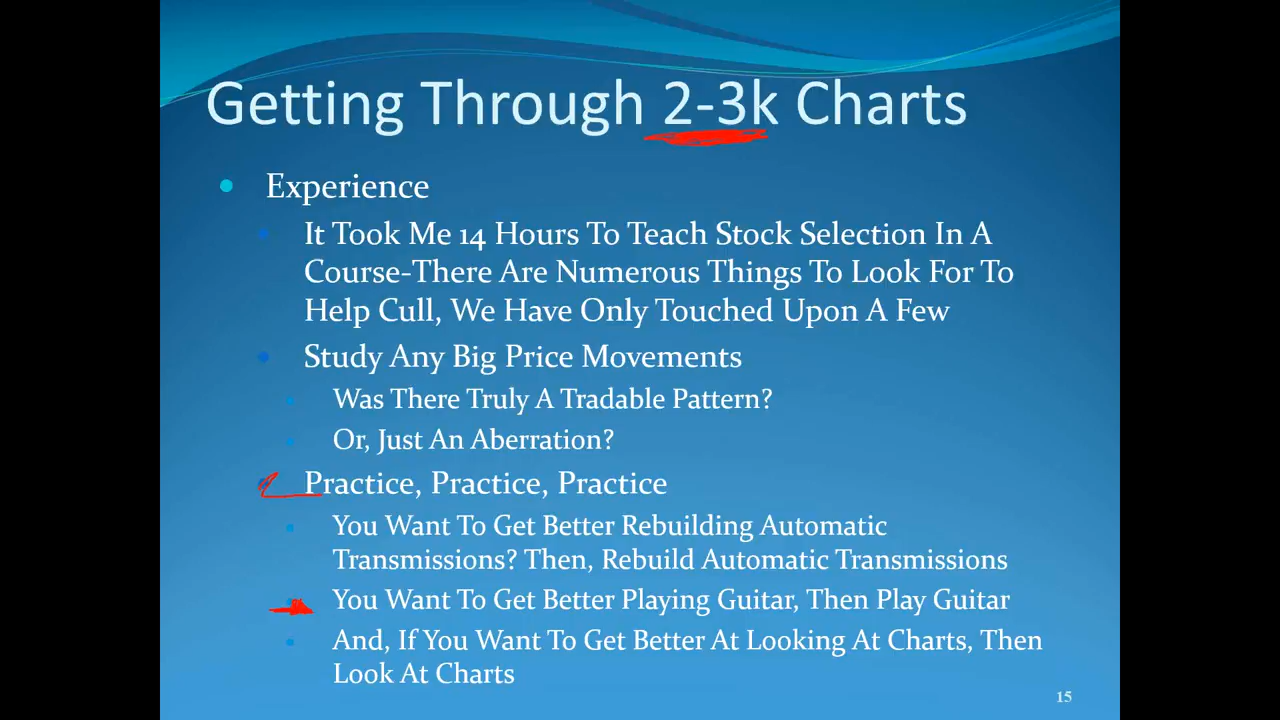 Getting Through 2-3k Charts
Experience
It Took Me 14 Hours To Teach Stock Selection In A
Course-There Are Numerous Things To Look For To
Help Cull, We Have Only Touched Upon A Few
Study Any Big Price Movements
Was There Truly A Tradable Pattern?
Or, Just An Aberration?
Practice, Practice, Practice
You Want To Get Better Rebuilding Automatic
Transmissions? Then, Rebuild Automatic Transmissions
You Want To Get Better Playing Guitar, Then Play Guitar
And, If You Want To Get Better At Looking At Charts, Then
Look At Charts
15